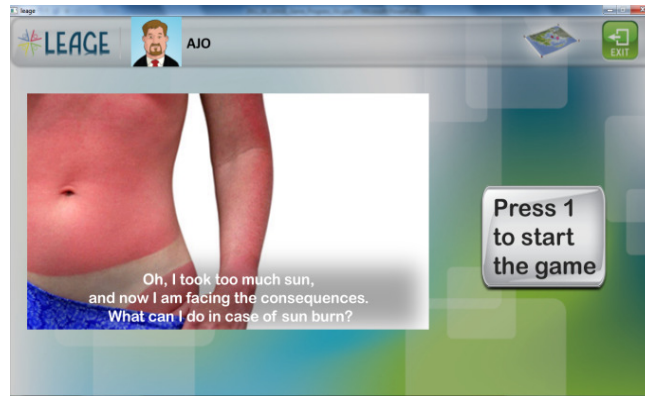 leage
LEAGE
AJO
EXIT
Oh, I took too much sun,
and now I am facing the consequences.
What can I do in case of sun burn?
Press 1
to start
the game